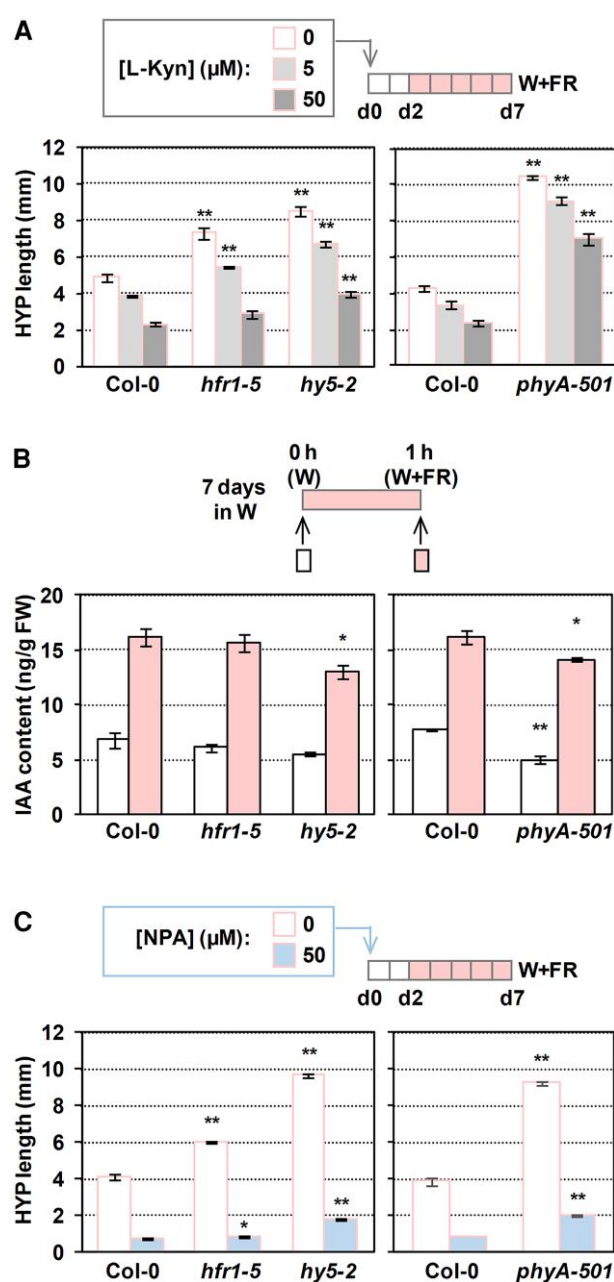 A
[L-Kyn] (µM):
0
5
50
W+FR
d0 d2 d7
HYP length (mm)
12
10
8
6
4
2
0
** ** ** ** **
** ** **
Col-0 hfr1-5 hy5-2
Col-0 phyA-501
B
0 h 1 h
(W) (W+FR)
7 days
in W
IAA content (ng/g FW)
20
15
10
5
0
*
* **
Col-0 hfr1-5 hy5-2
Col-0 phyA-501
C
[NPA] (µM):
0
50
W+FR
d0 d2 d7
HYP length (mm)
12
10
8
6
4
2
0
** * ** **
** **
Col-0 hfr1-5 hy5-2
Col-0 phyA-501